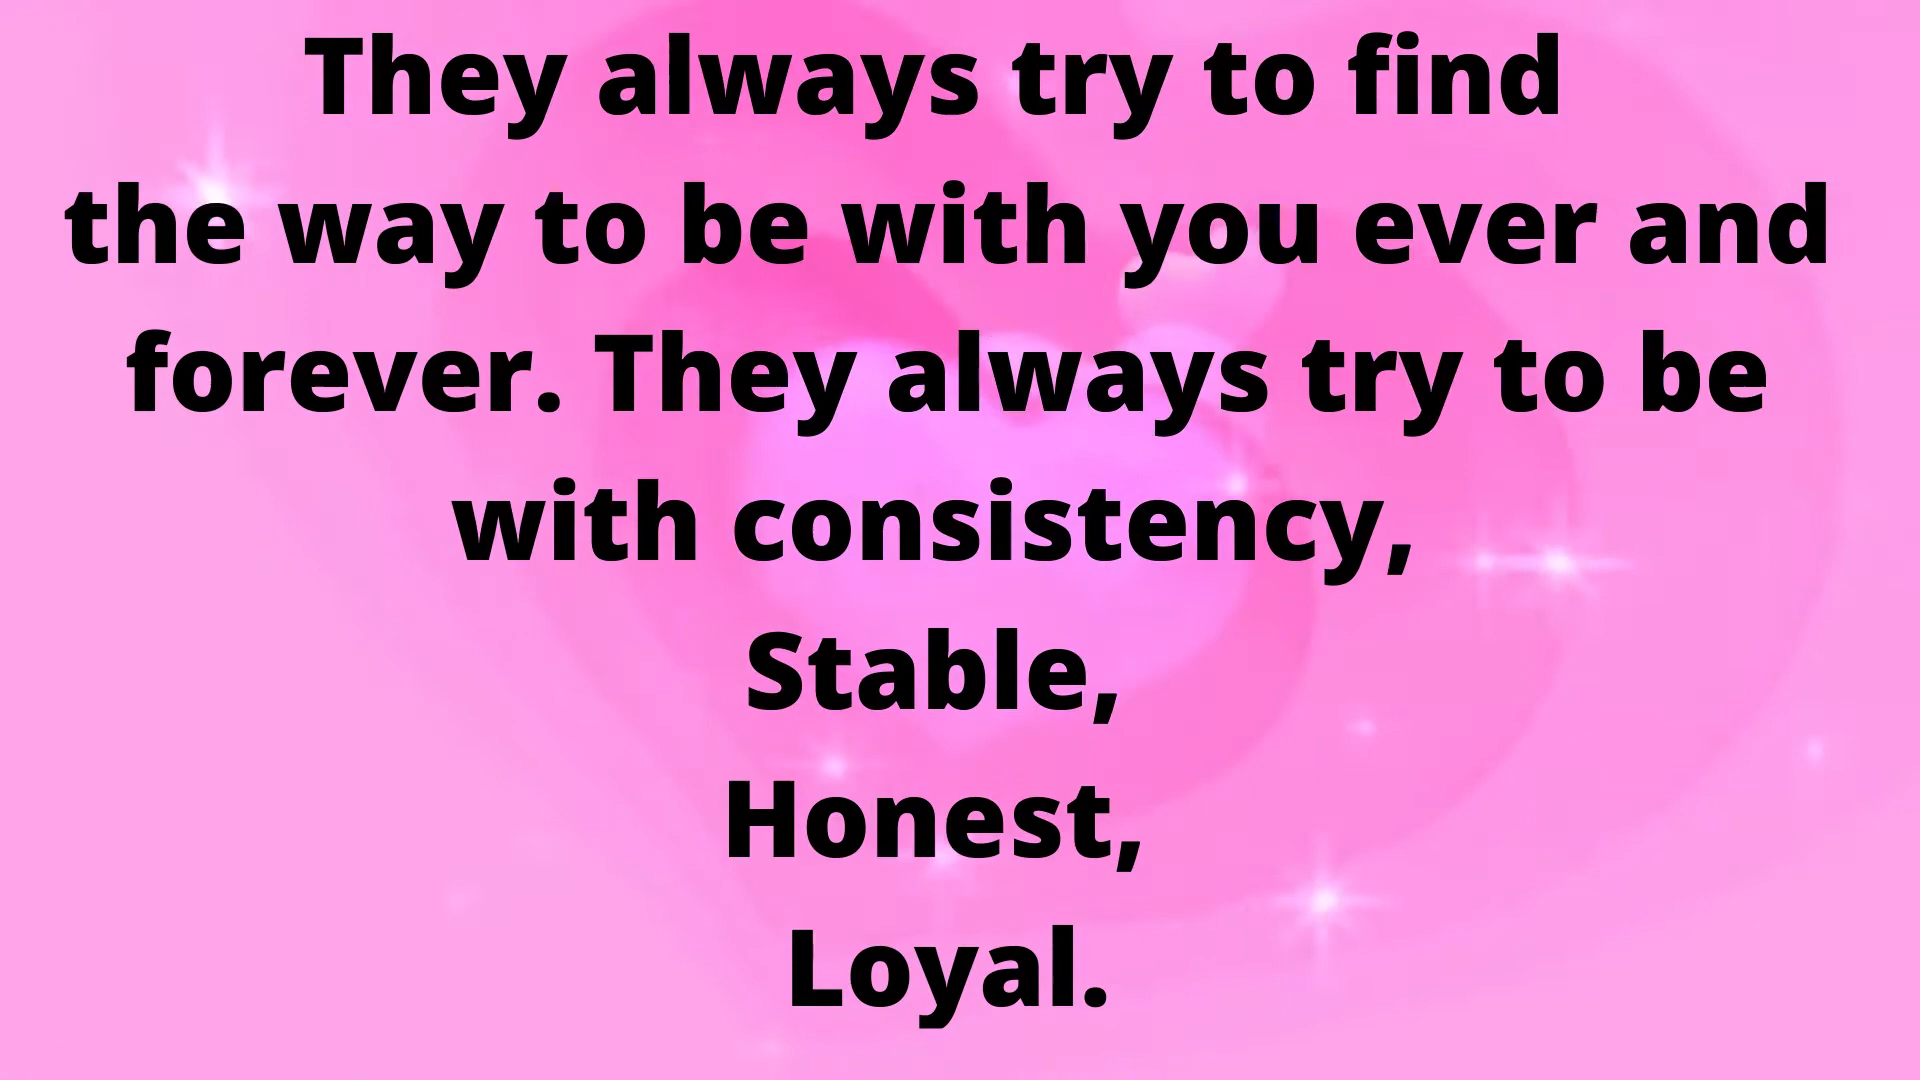 They always try to find
the way to be with you ever and
forever. They always try to be
with consistency,
Stable,
Honest,
Loyal.